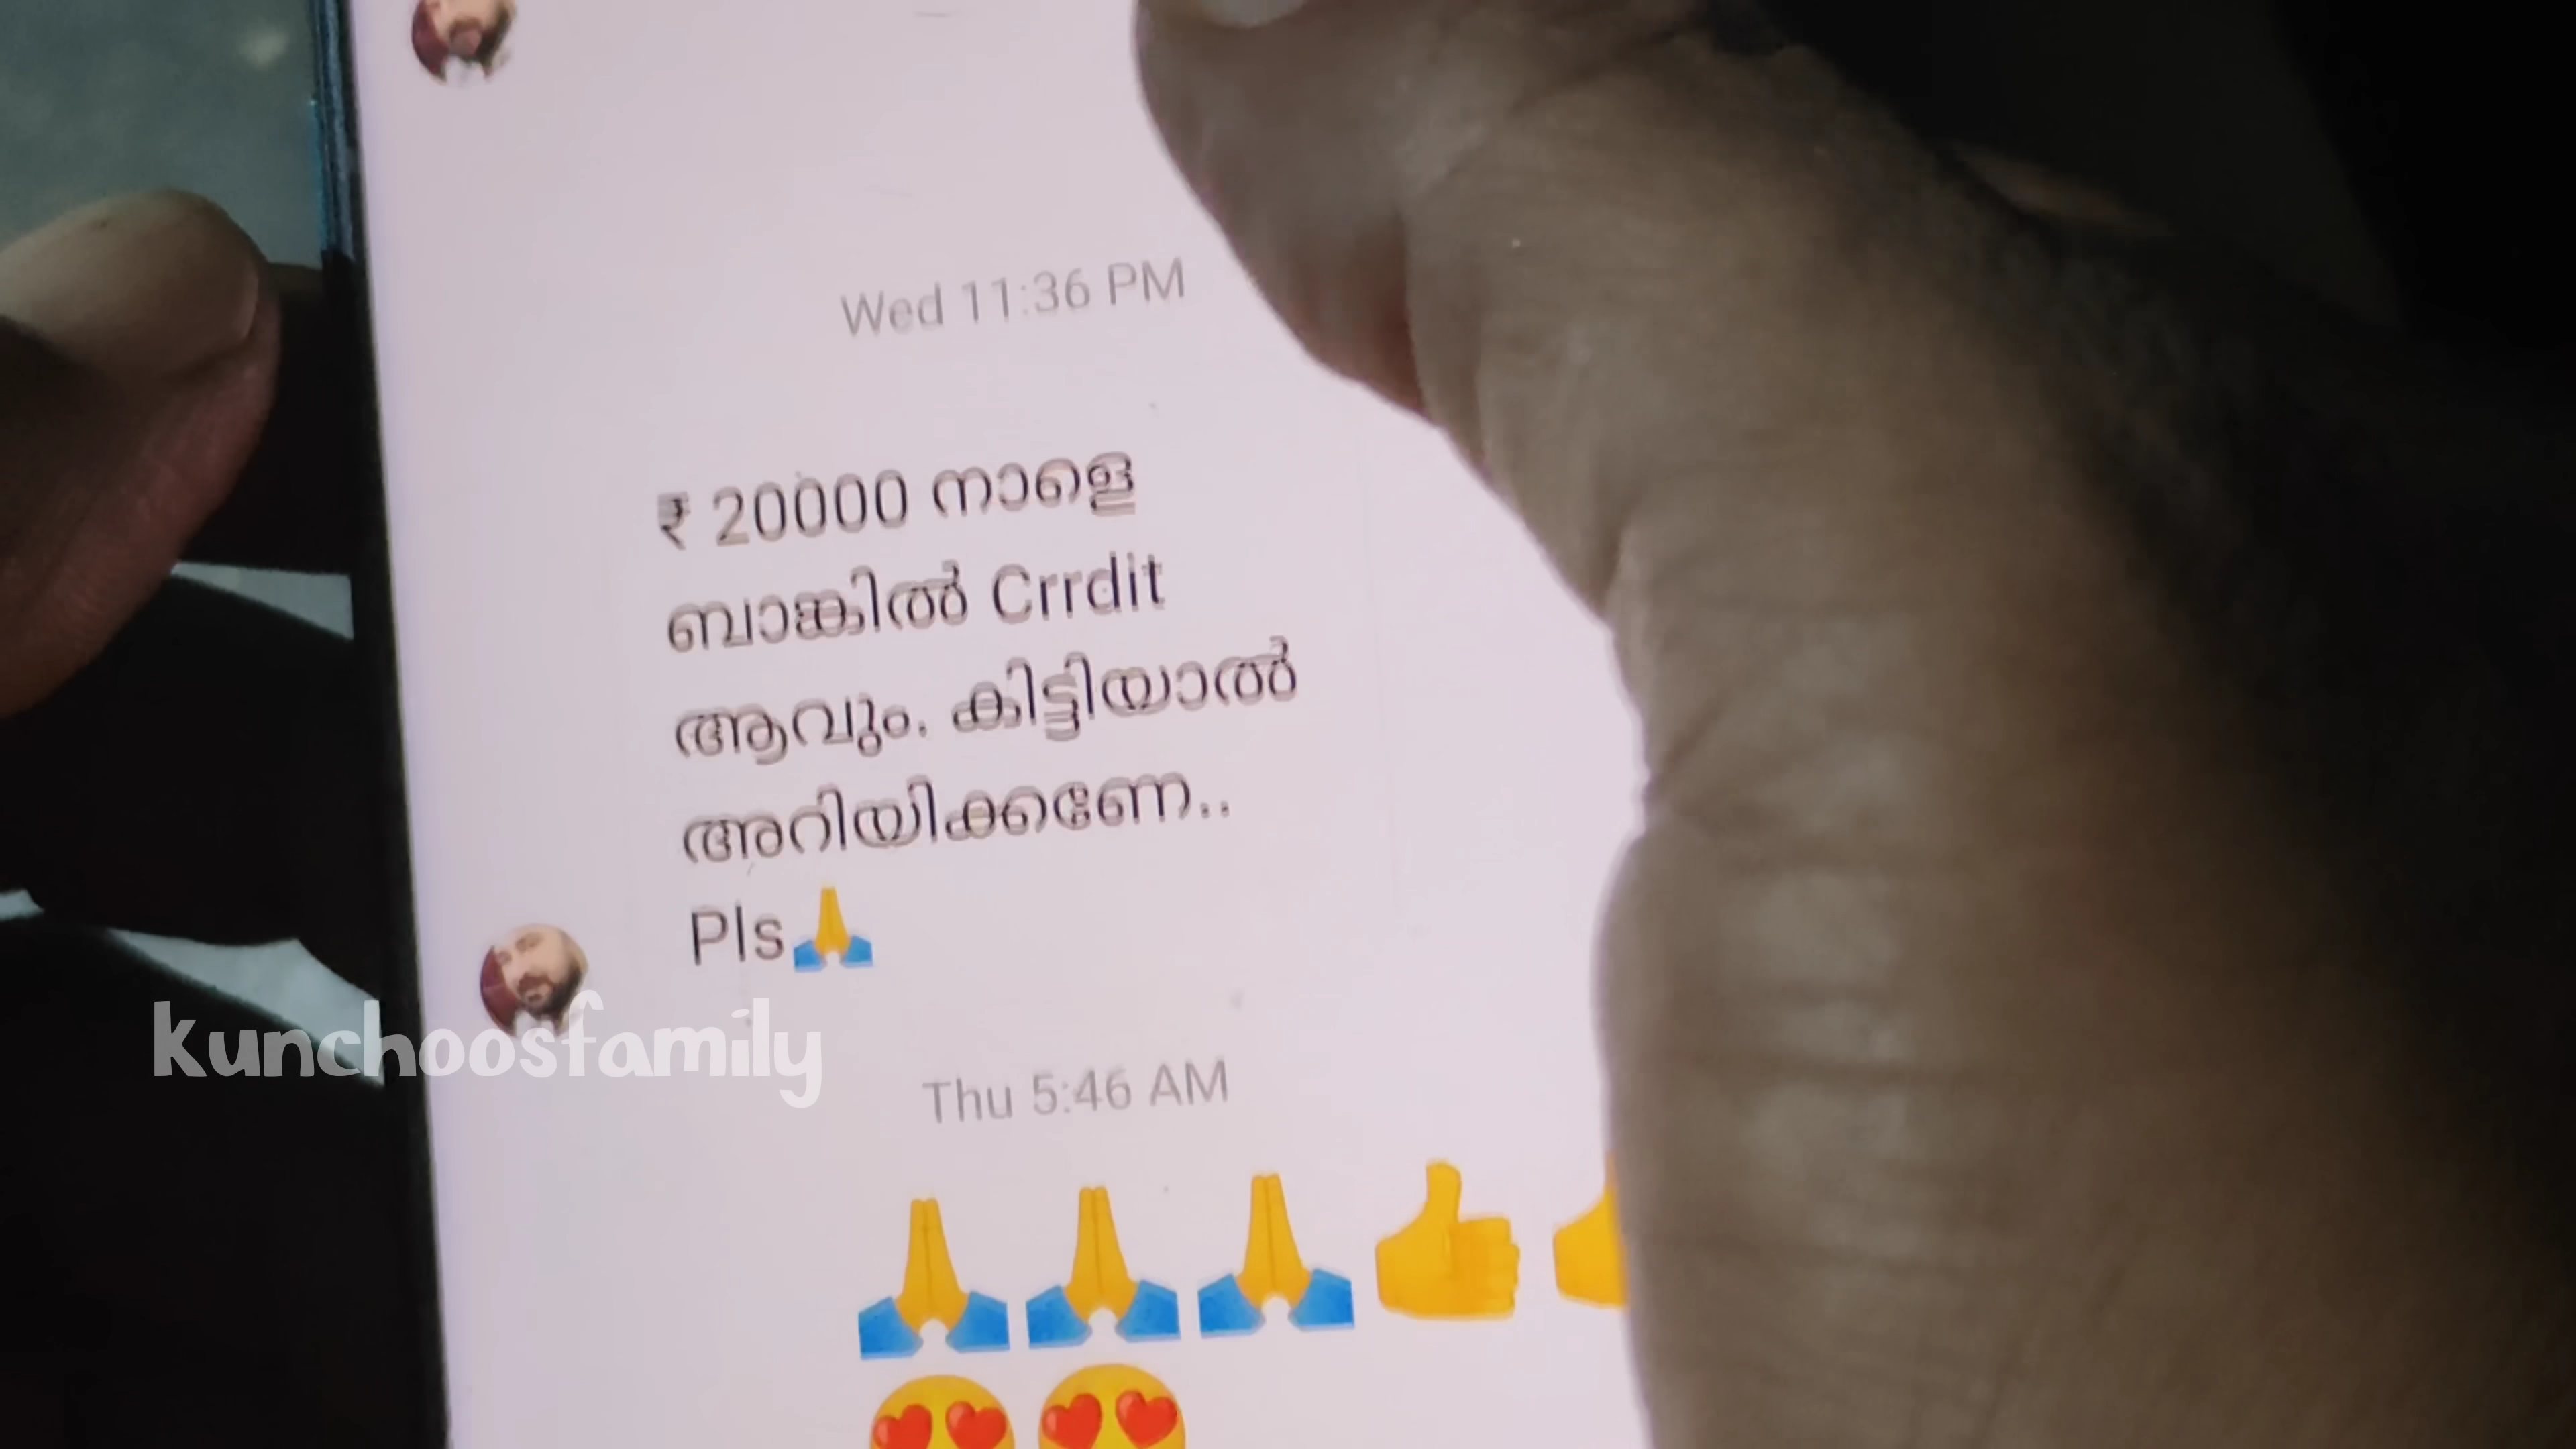 Wed 11:36 PM
₹ 20000 നാളെ
ബാങ്കിൽ Crrdit
ആവും. കിട്ടിയാൽ
അറിയിക്കണേ..
Pls🙏
kunchoosfamily
Thu 5:46 AM
🙏🙏🙏👍👍
😍😍